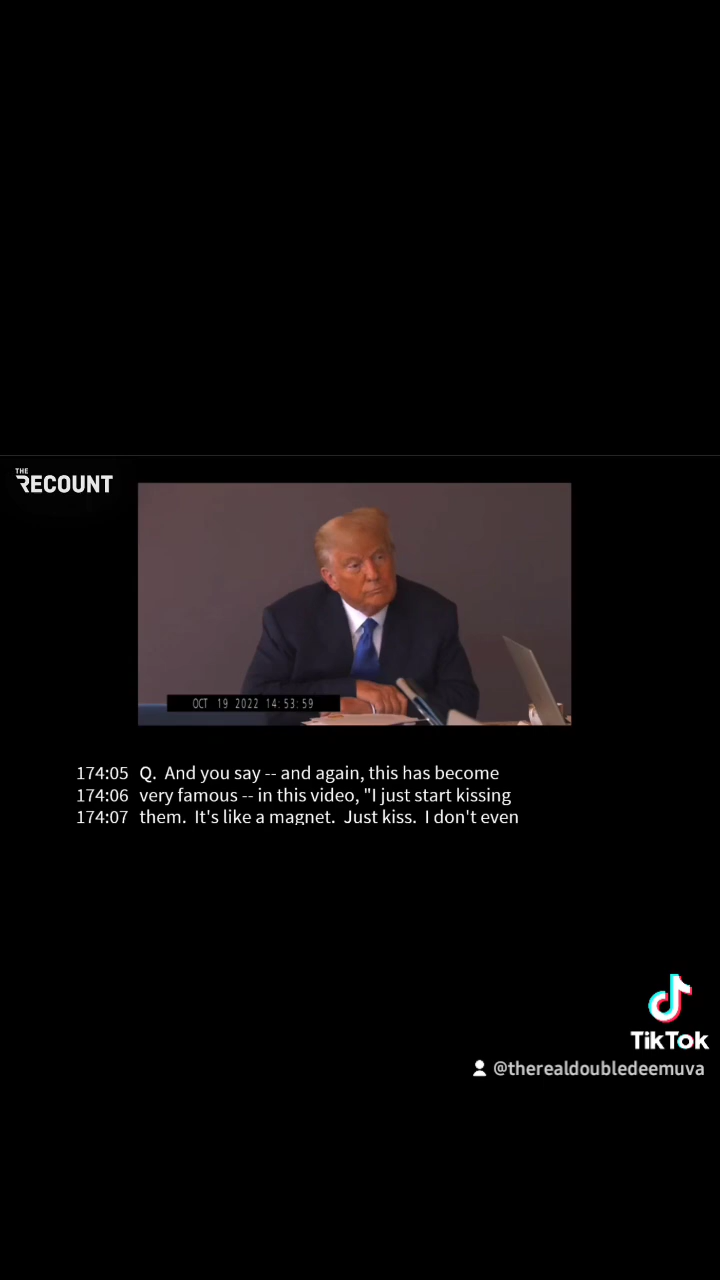 THE
RECOUNT
OCT 19 2022 14:53:59
174:05 Q. And you say -- and again, this has become
174:06 very famous -- in this video, "I just start kissing
174:07 them. It's like a magnet. Just kiss. I don't even
TikTok
@therealdoubledeemuva